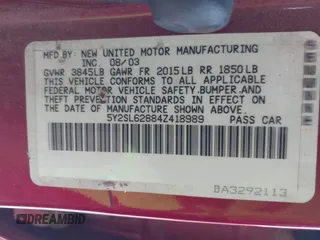 MFD. BY NEW UNITED MOTOR MANUFACTURING
INC. 08/03
GVWR 3845LB GAWR FR 2015LB RR 1850LB
THIS VEHICLE CONFORMS TO ALL APPLICABLE
FEDERAL MOTOR VEHICLE SAFETY, BUMPER, AND
THEFT PREVENTION STANDARDS IN EFFECT ON
THE DATE OF MANUFACTURE SHOWN ABOVE.
5Y2SL62884Z418989 PASS CAR
BA3292113
DREAMBID